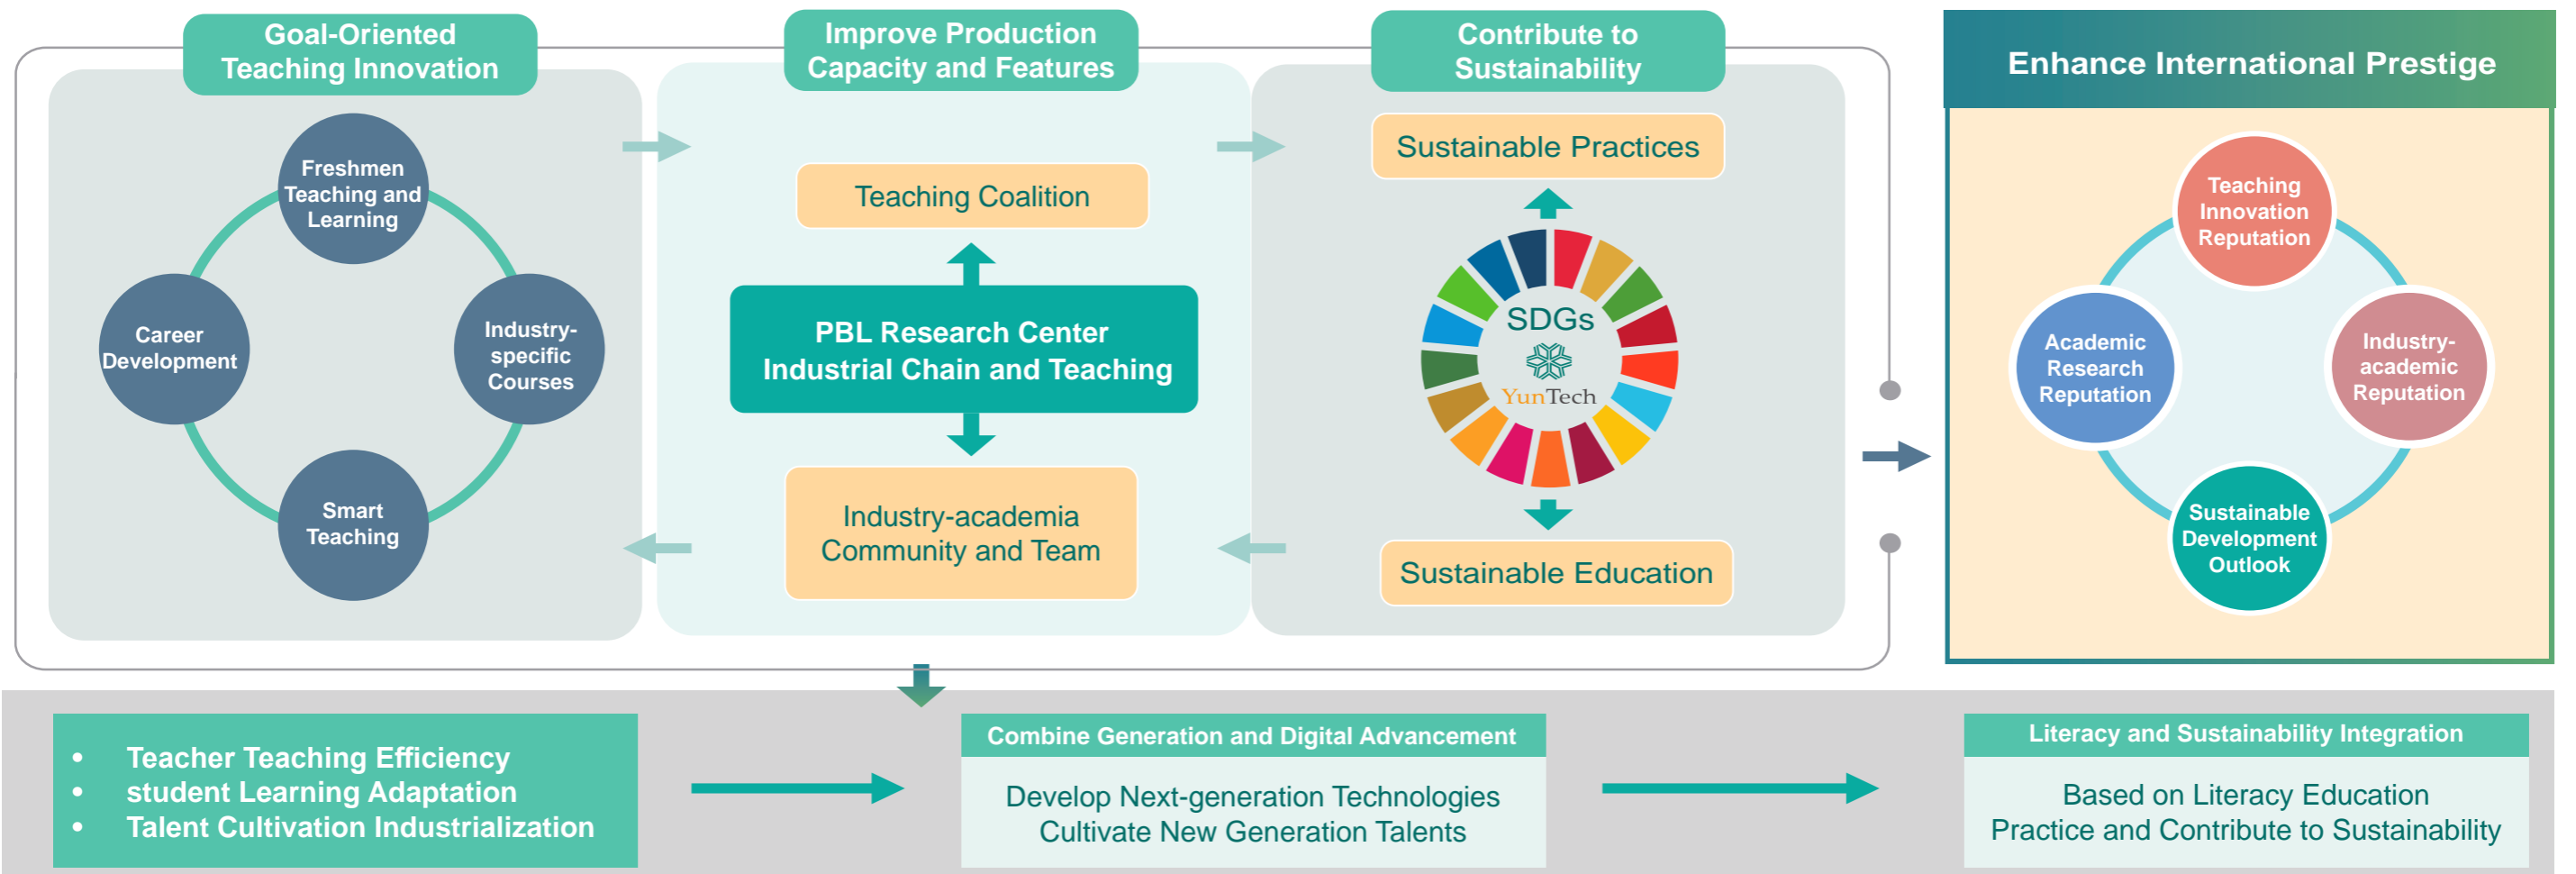 Goal-Oriented
Teaching Innovation
Freshmen
Teaching and
Learning
Career
Development
Industry-
specific
Courses
Smart
Teaching
Improve Production
Capacity and Features
Teaching Coalition
PBL Research Center
Industrial Chain and Teaching
Industry-academia
Community and Team
Contribute to
Sustainability
Sustainable Practices
SDGs
YunTech
Sustainable Education
Enhance International Prestige
Teaching
Innovation
Reputation
Academic
Research
Reputation
Industry-
academic
Reputation
Sustainable
Development
Outlook
• Teacher Teaching Efficiency
• student Learning Adaptation
• Talent Cultivation Industrialization
Combine Generation and Digital Advancement
Develop Next-generation Technologies
Cultivate New Generation Talents
Literacy and Sustainability Integration
Based on Literacy Education
Practice and Contribute to Sustainability